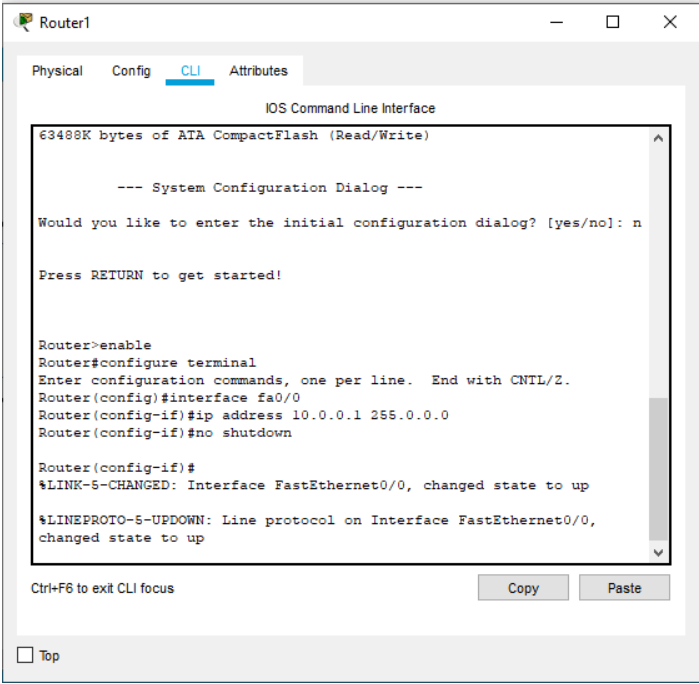 Router1
Physical Config CLI Attributes
IOS Command Line Interface
63488K bytes of ATA CompactFlash (Read/Write)
--- System Configuration Dialog ---
Would you like to enter the initial configuration dialog? [yes/no]: n
Press RETURN to get started!
Router>enable
Router#configure terminal
Enter configuration commands, one per line.  End with CNTL/Z.
Router(config)#interface fa0/0
Router(config-if)#ip address 10.0.0.1 255.0.0.0
Router(config-if)#no shutdown
Router(config-if)#
%LINK-5-CHANGED: Interface FastEthernet0/0, changed state to up
%LINEPROTO-5-UPDOWN: Line protocol on Interface FastEthernet0/0,
changed state to up
Ctrl+F6 to exit CLI focus
Copy Paste
Top